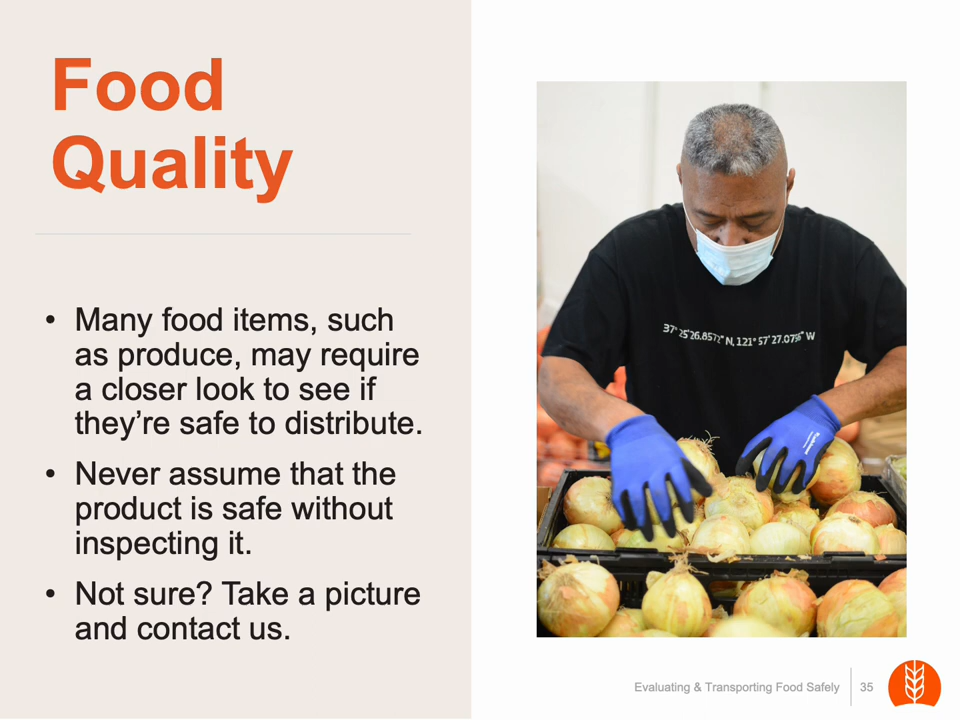 Food
Quality
• Many food items, such
as produce, may require
a closer look to see if
they're safe to distribute.
• Never assume that the
product is safe without
inspecting it.
• Not sure? Take a picture
and contact us.
37° 25'26.8572" N, 121° 57' 27.0756" W
Evaluating & Transporting Food Safely
35